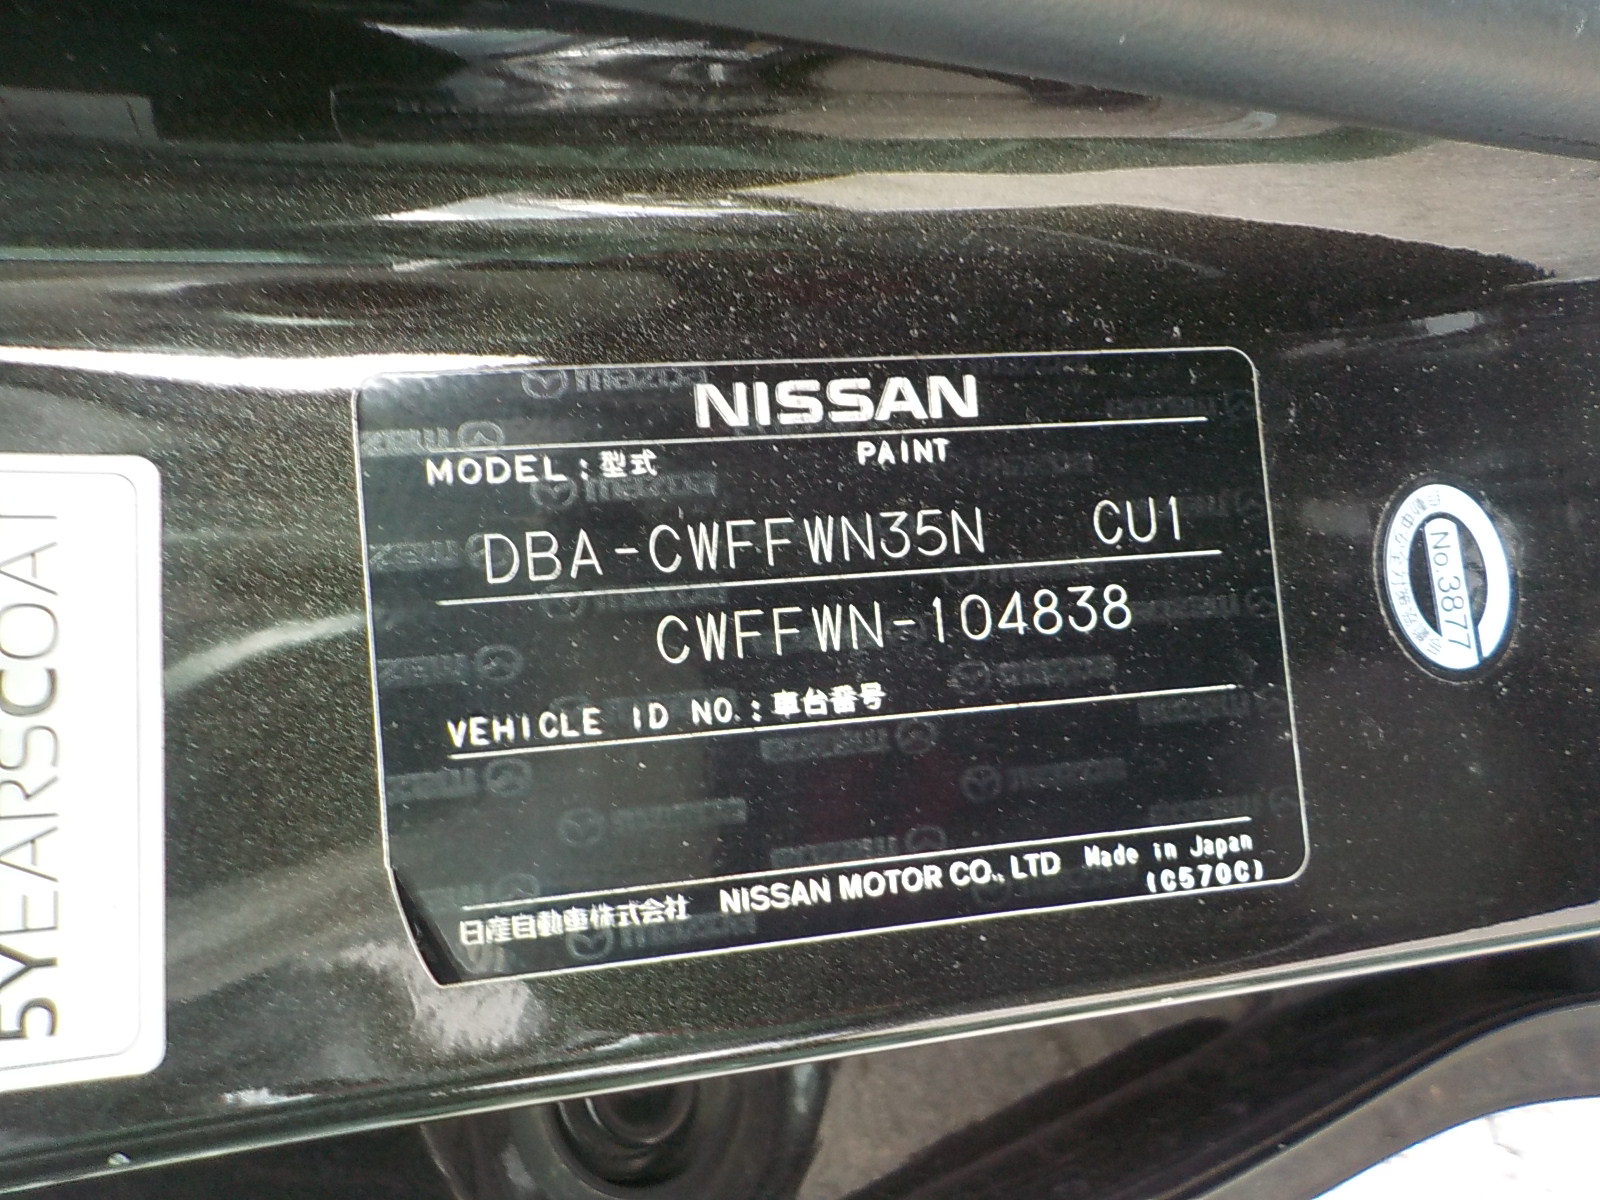 NISSAN
MODEL : 型式 PAINT
DBA-CWFFWN35N CU1
CWFFWN-104838
VEHICLE ID NO. : 車台番号
日産自動車株式会社 NISSAN MOTOR CO., LTD Made in Japan
(C570C)
5YEARSCOAT
No.3877
mazda